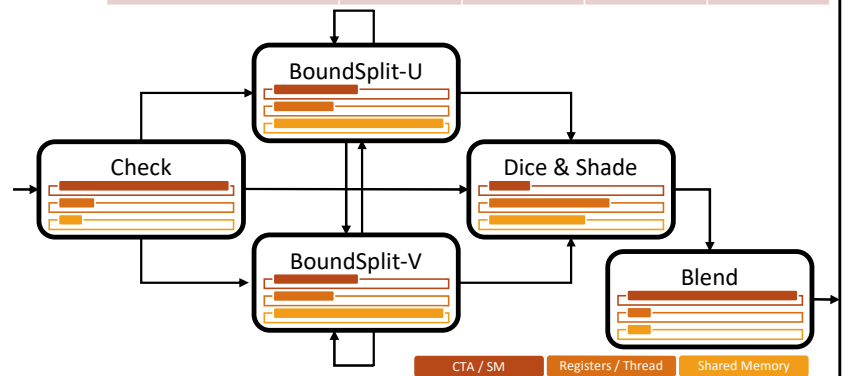 BoundSplit-U
Check
Dice & Shade
BoundSplit-V
Blend
CTA / SM
Registers / Thread
Shared Memory